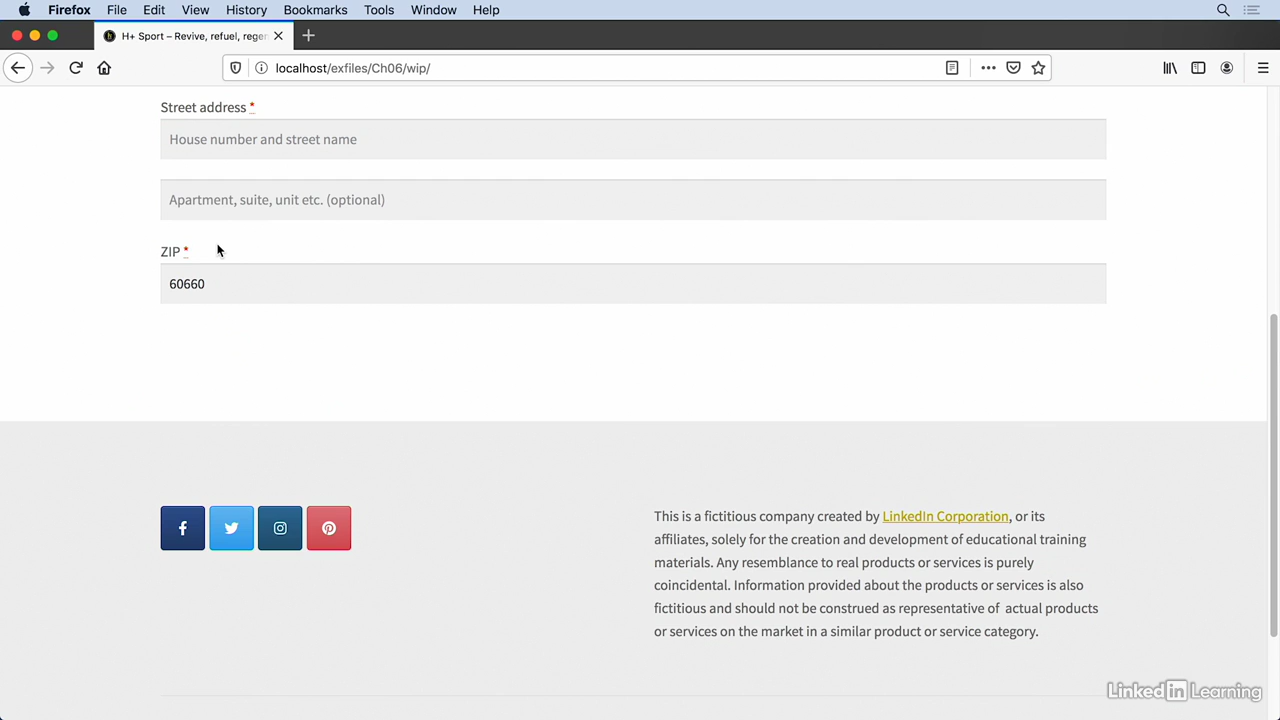 Firefox File Edit View History Bookmarks Tools Window Help
H+ Sport – Revive, refuel, regen
localhost/exfiles/Ch06/wip/
Street address *
House number and street name
Apartment, suite, unit etc. (optional)
ZIP *
60660
This is a fictitious company created by LinkedIn Corporation, or its
affiliates, solely for the creation and development of educational training
materials. Any resemblance to real products or services is purely
coincidental. Information provided about the products or services is also
fictitious and should not be construed as representative of actual products
or services on the market in a similar product or service category.
Linked in Learning